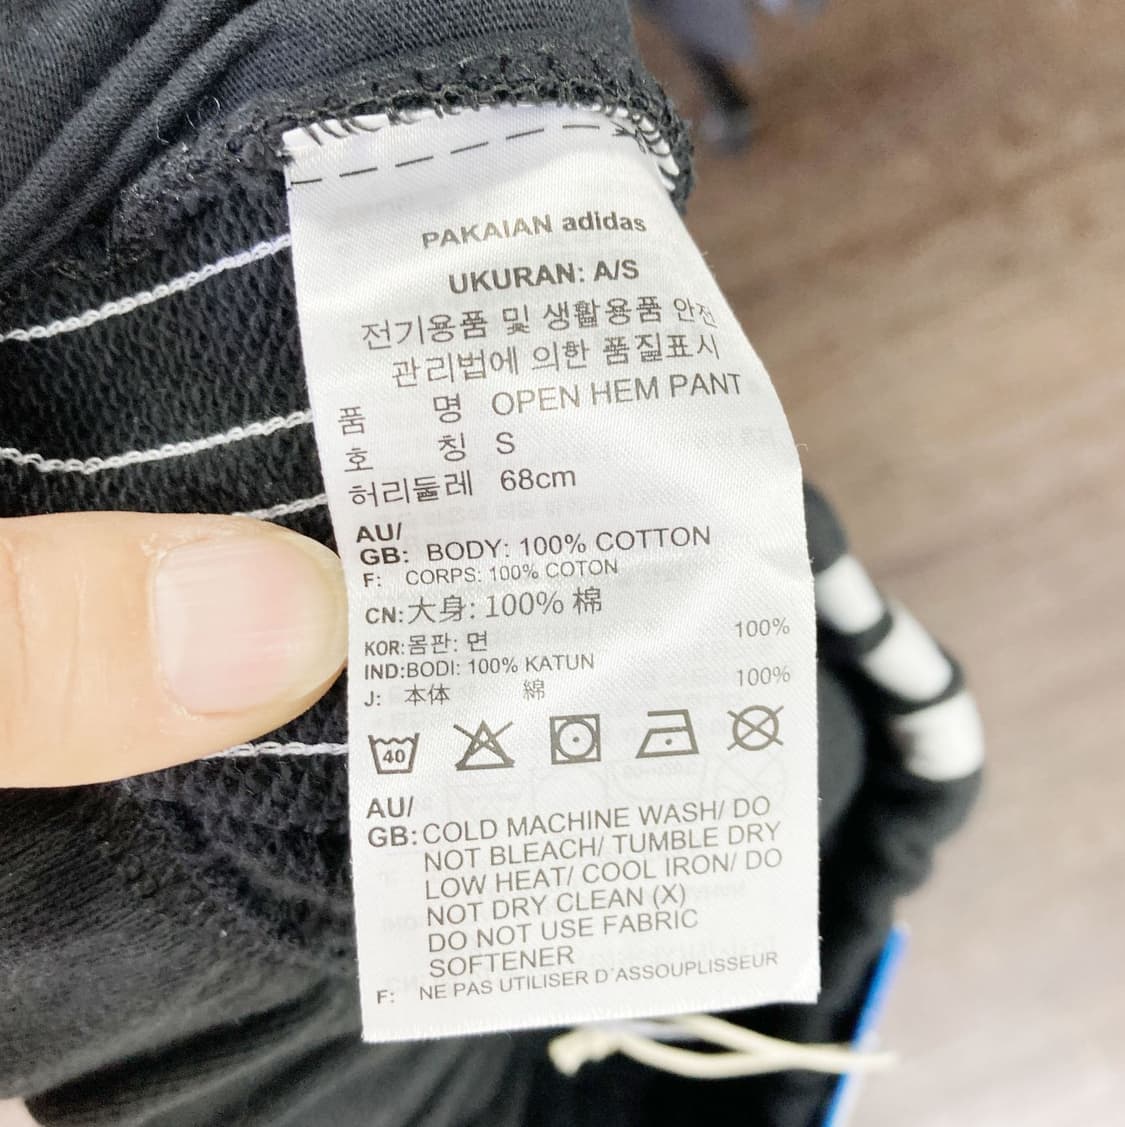 PAKAIAN adidas
UKURAN: A/S
전기용품 및 생활용품 안전
관리법에 의한 품질표시
품 명 OPEN HEM PANT
호 칭 S
허리둘레 68cm
AU/
GB: BODY: 100% COTTON
F: CORPS: 100% COTON
CN: 大身: 100% 棉
KOR: 몸판: 면 100%
IND: BODI: 100% KATUN
J: 本体 綿 100%
40
AU/
GB: COLD MACHINE WASH/ DO
NOT BLEACH/ TUMBLE DRY
LOW HEAT/ COOL IRON/ DO
NOT DRY CLEAN (X)
DO NOT USE FABRIC
SOFTENER
F: NE PAS UTILISER D'ASSOUPLISSEUR